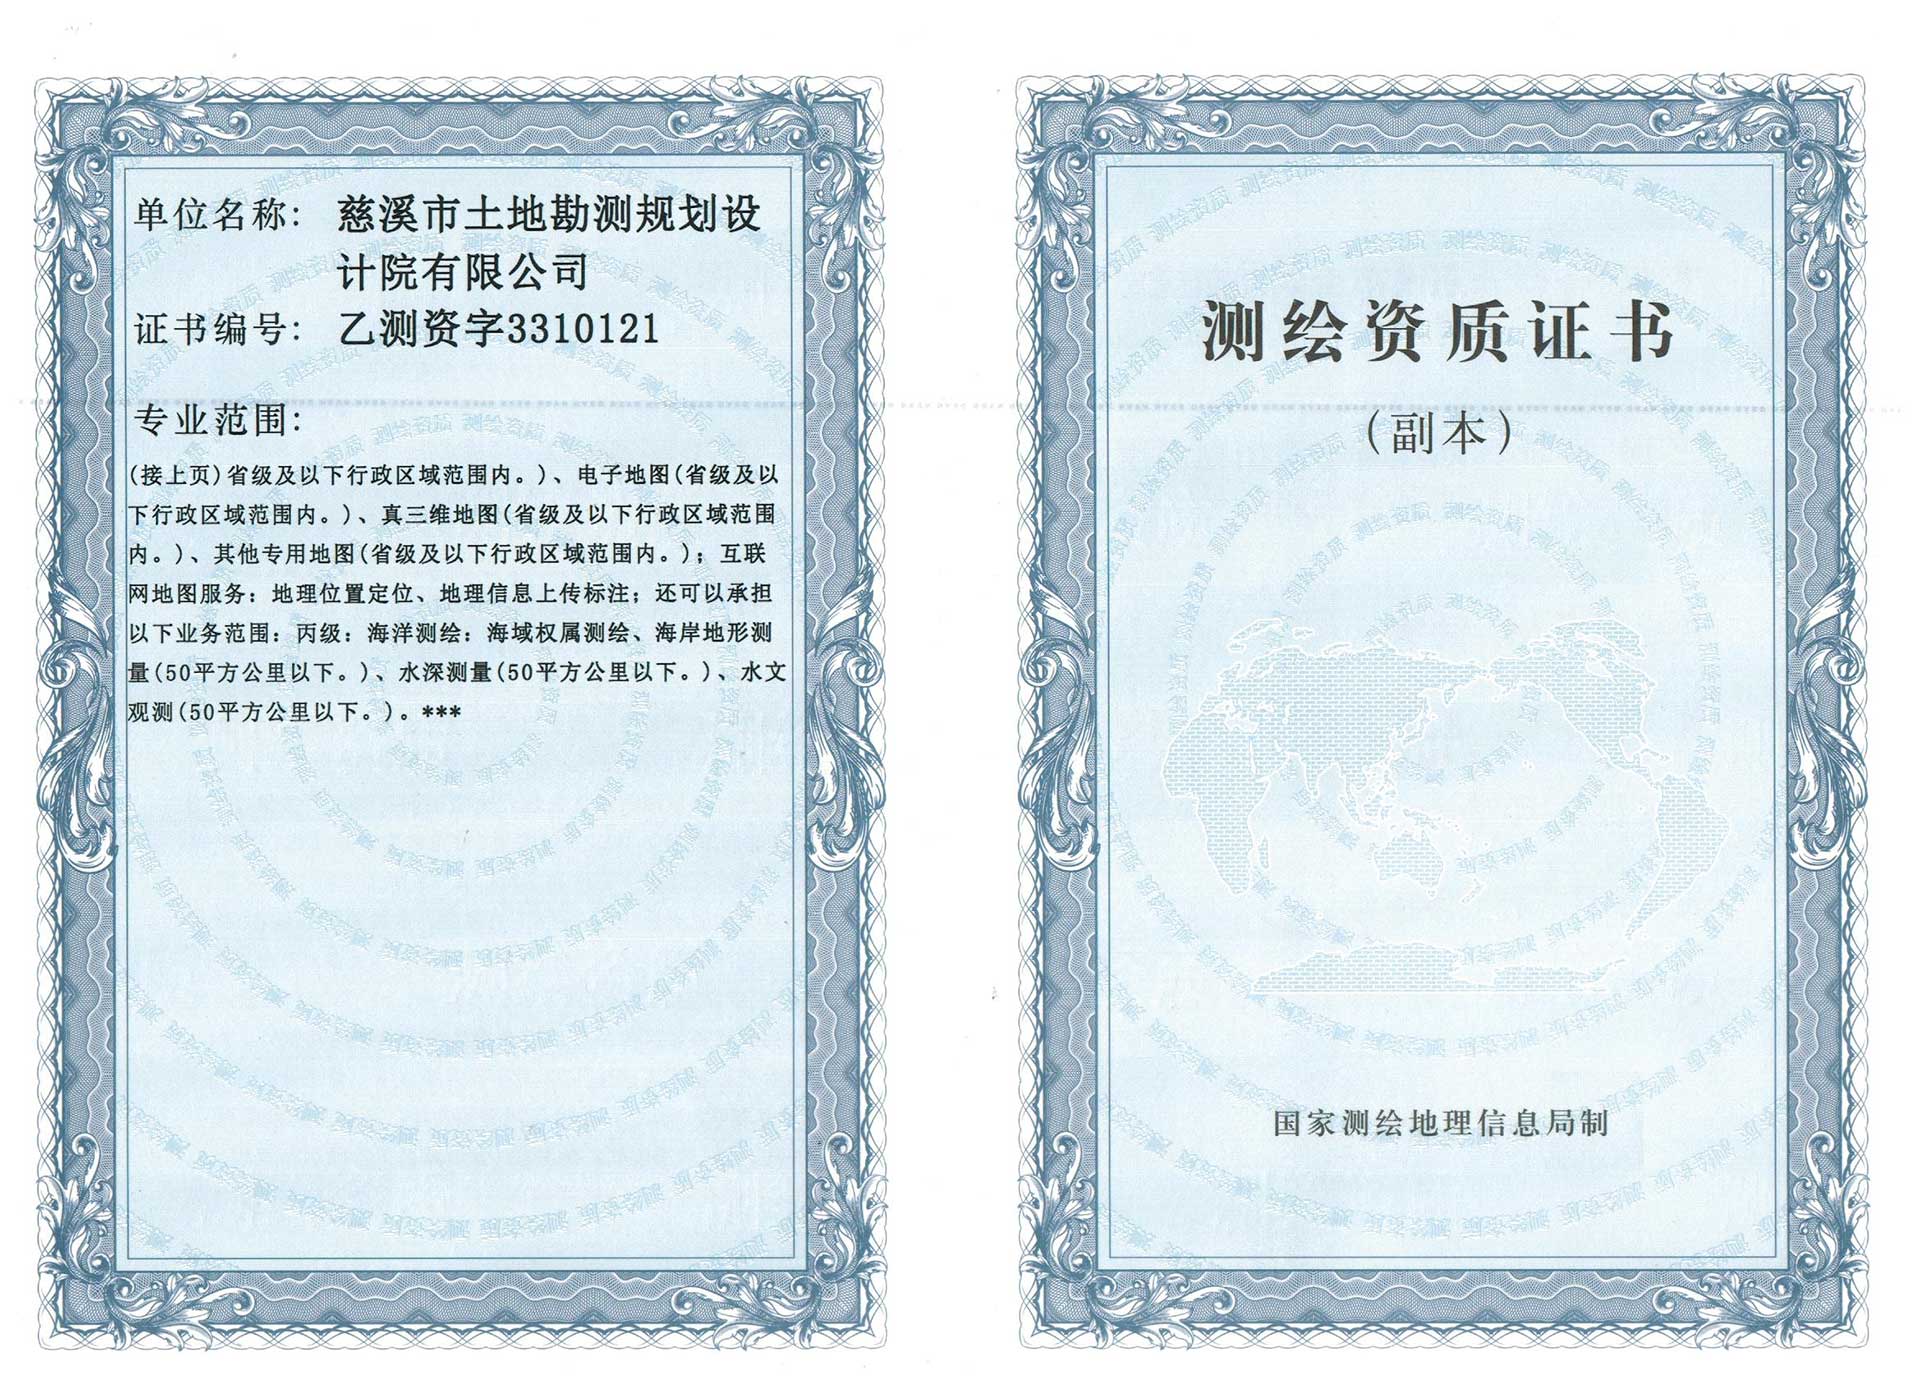 单位名称： 慈溪市土地勘测规划设
计院有限公司
证书编号： 乙测资字3310121
专业范围：
(接上页)省级及以下行政区域范围内。)、电子地图(省级及以
下行政区域范围内。)、真三维地图(省级及以下行政区域范围
内。)、其他专用地图(省级及以下行政区域范围内。)；互联
网地图服务：地理位置定位、地理信息上传标注；还可以承担
以下业务范围：丙级：海洋测绘：海域权属测绘、海岸地形测
量(50平方公里以下。)、水深测量(50平方公里以下。)、水文
观测(50平方公里以下。)。***
测绘资质证书
（副本）
国家测绘地理信息局制